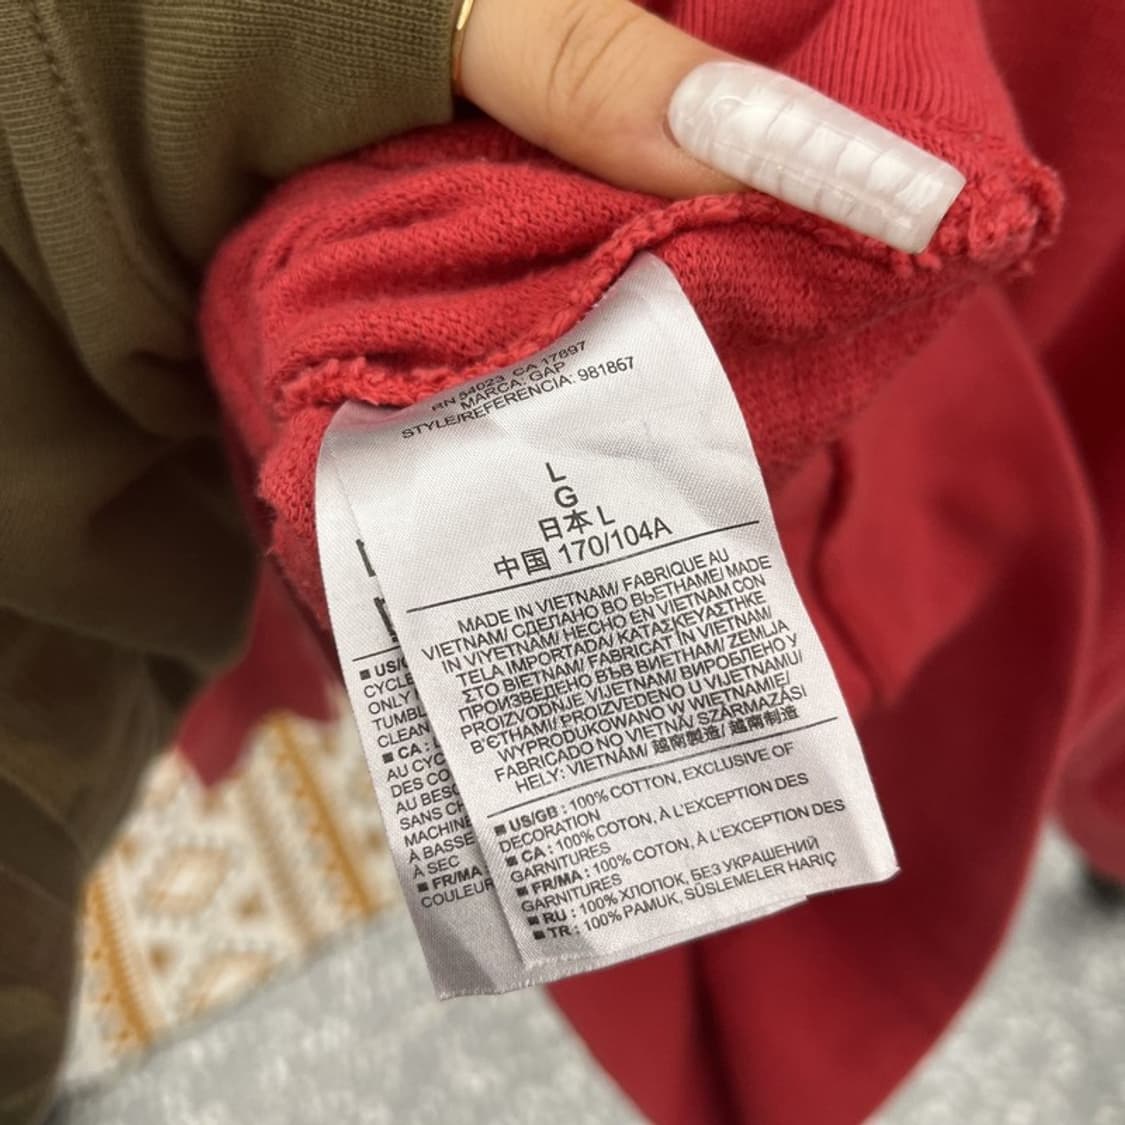 RN 54023 CA 17897
MARCA: GAP
STYLE/REFERENCIA: 981867
L
G
日本 L
中国 170/104A
MADE IN VIETNAM/ FABRIQUE AU
VIETNAM/ СДЕЛАНО ВО ВЬЕТНАМЕ/ MADE
IN VIYETNAM/ HECHO EN VIETNAM CON
TELA IMPORTADA/ ΚΑΤΑΣΚΕΥΑΣΤΗΚΕ
ΣΤΟ ΒΙΕΤΝΑΜ/ FABRICAT ÎN VIETNAM/
ПРОИЗВЕДЕНО ВЪВ ВИЕТНАМ/ ZEMLJA
PROIZVODNJE VIJETNAM/ ВИРОБЛЕНО У
В'ЄТНАМІ/ PROIZVEDENO U VIJETNAMU/
WYPRODUKOWANO W WIETNAMIE/
FABRICADO NO VIETNÃ/ SZÁRMAZÁSI
HELY: VIETNÁM/ 越南製造/ 越南制造
■ US/GB : 100% COTTON, EXCLUSIVE OF
DECORATION
■ CA : 100% COTON, À L'EXCEPTION DES
GARNITURES
■ FR/MA : 100% COTON, À L'EXCEPTION DES
GARNITURES
■ RU : 100% ХЛОПОК, БЕЗ УКРАШЕНИЙ
■ TR : 100% PAMUK, SÜSLEMELER HARİÇ
■ US/
CYCLE
ONLY
TUMBL
CLEAN
■ CA :
AU CYC
DES CO
AU BESO
SANS CH
MACHINE
À BASSE
À SEC
■ FR/MA
COULEUR